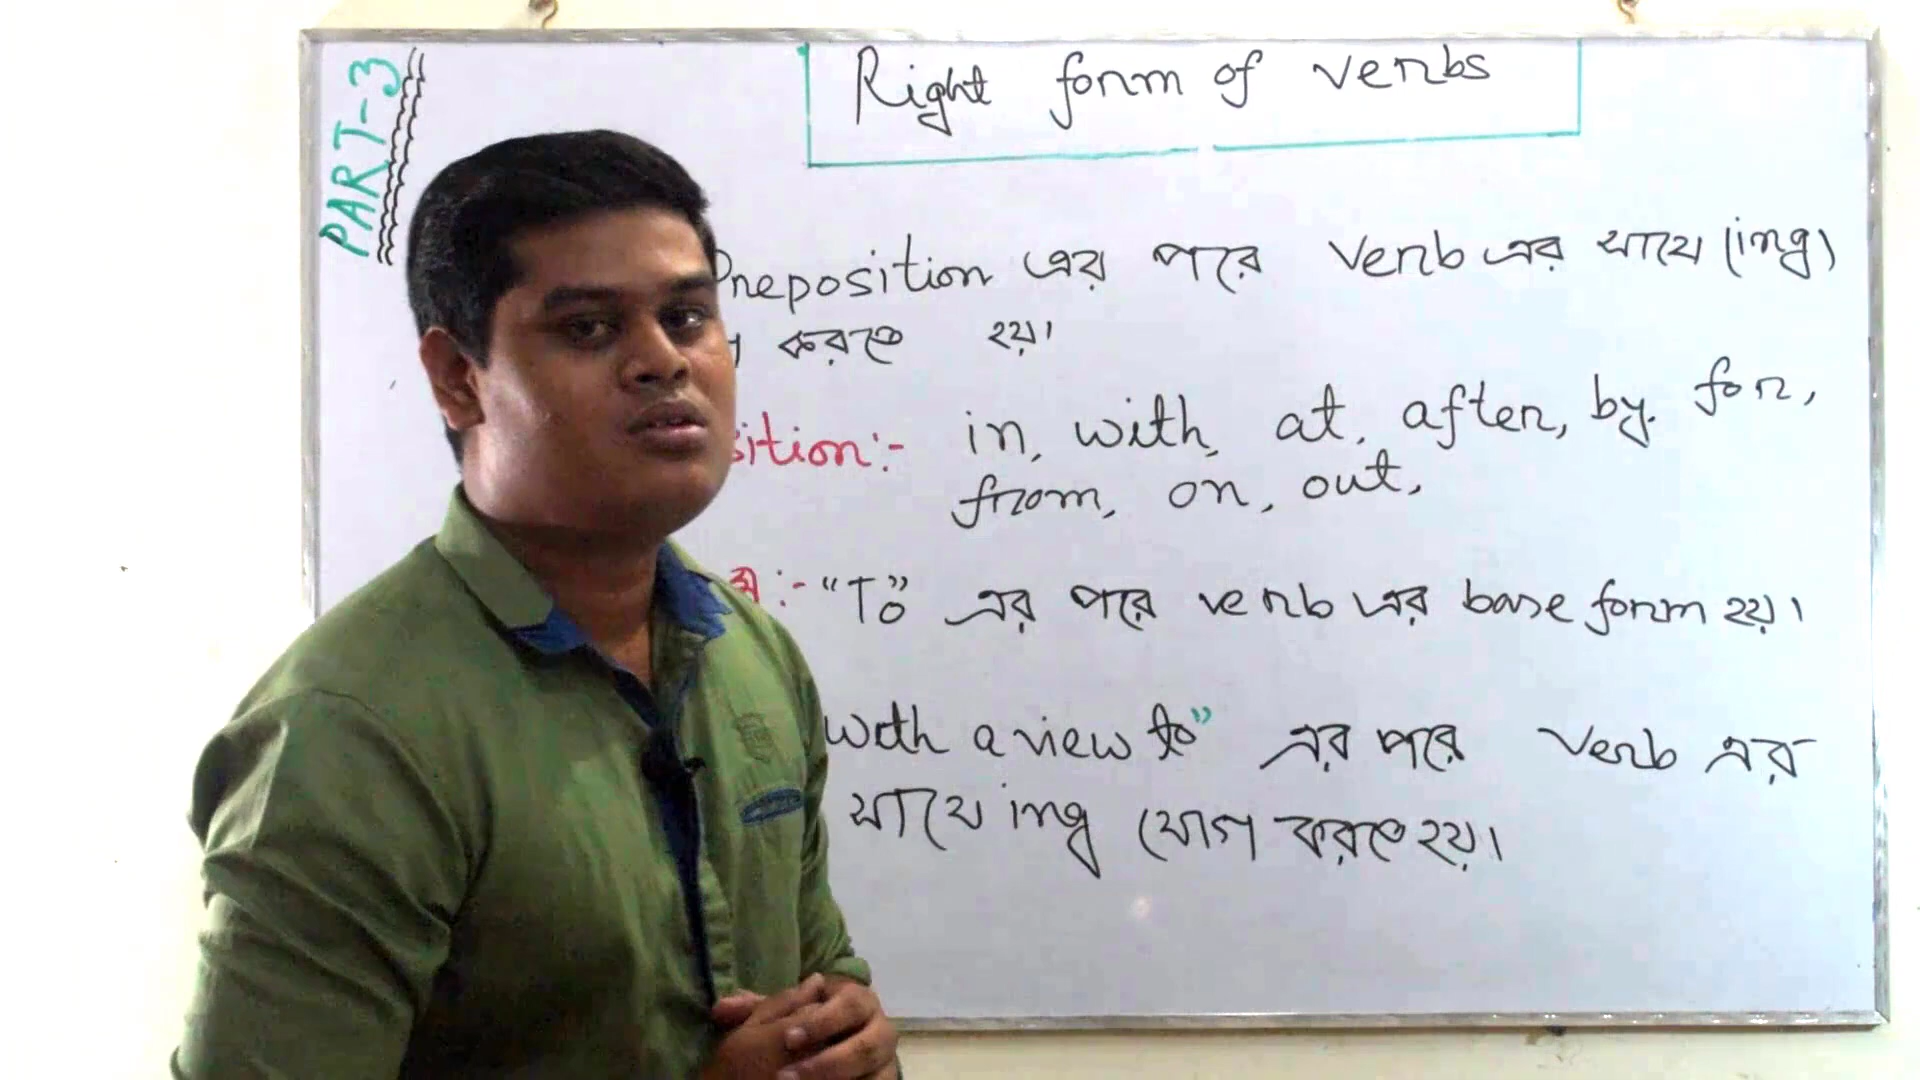 PART-3
Right form of verbs
Preposition এর পরে Verb এর সাথে (ing)
করতে হয়।
sition:- in, with, at, after, by, for,
from, on, out,
:- "To" এর পরে verb এর base form হয়।
with a view to" এর পরে Verb এর
সাথে ing যোগ করতে হয়।